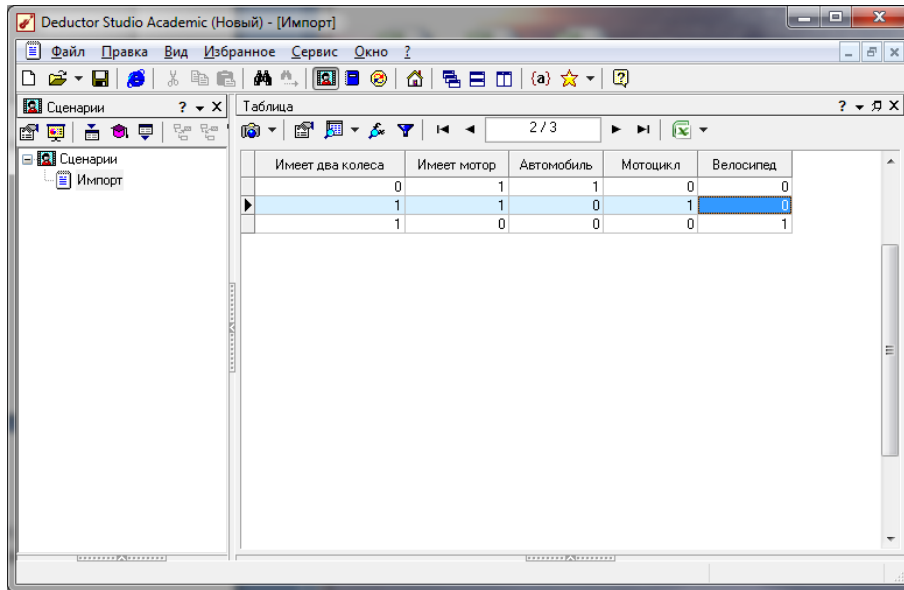 Deductor Studio Academic (Новый) - [Импорт]
Файл Правка Вид Избранное Сервис Окно ?
{a} ?
Сценарии ? X Таблица ? X
2 / 3
Сценарии
Импорт
Имеет два колеса Имеет мотор Автомобиль Мотоцикл Велосипед
0 1 1 0 0
1 1 0 1 0
1 0 0 0 1